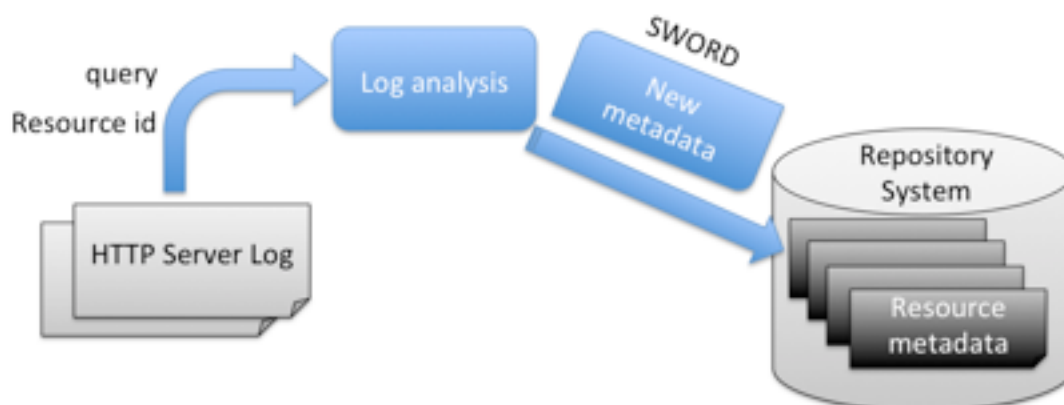 query
Resource id
HTTP Server Log
Log analysis
SWORD
New
metadata
Repository
System
Resource
metadata